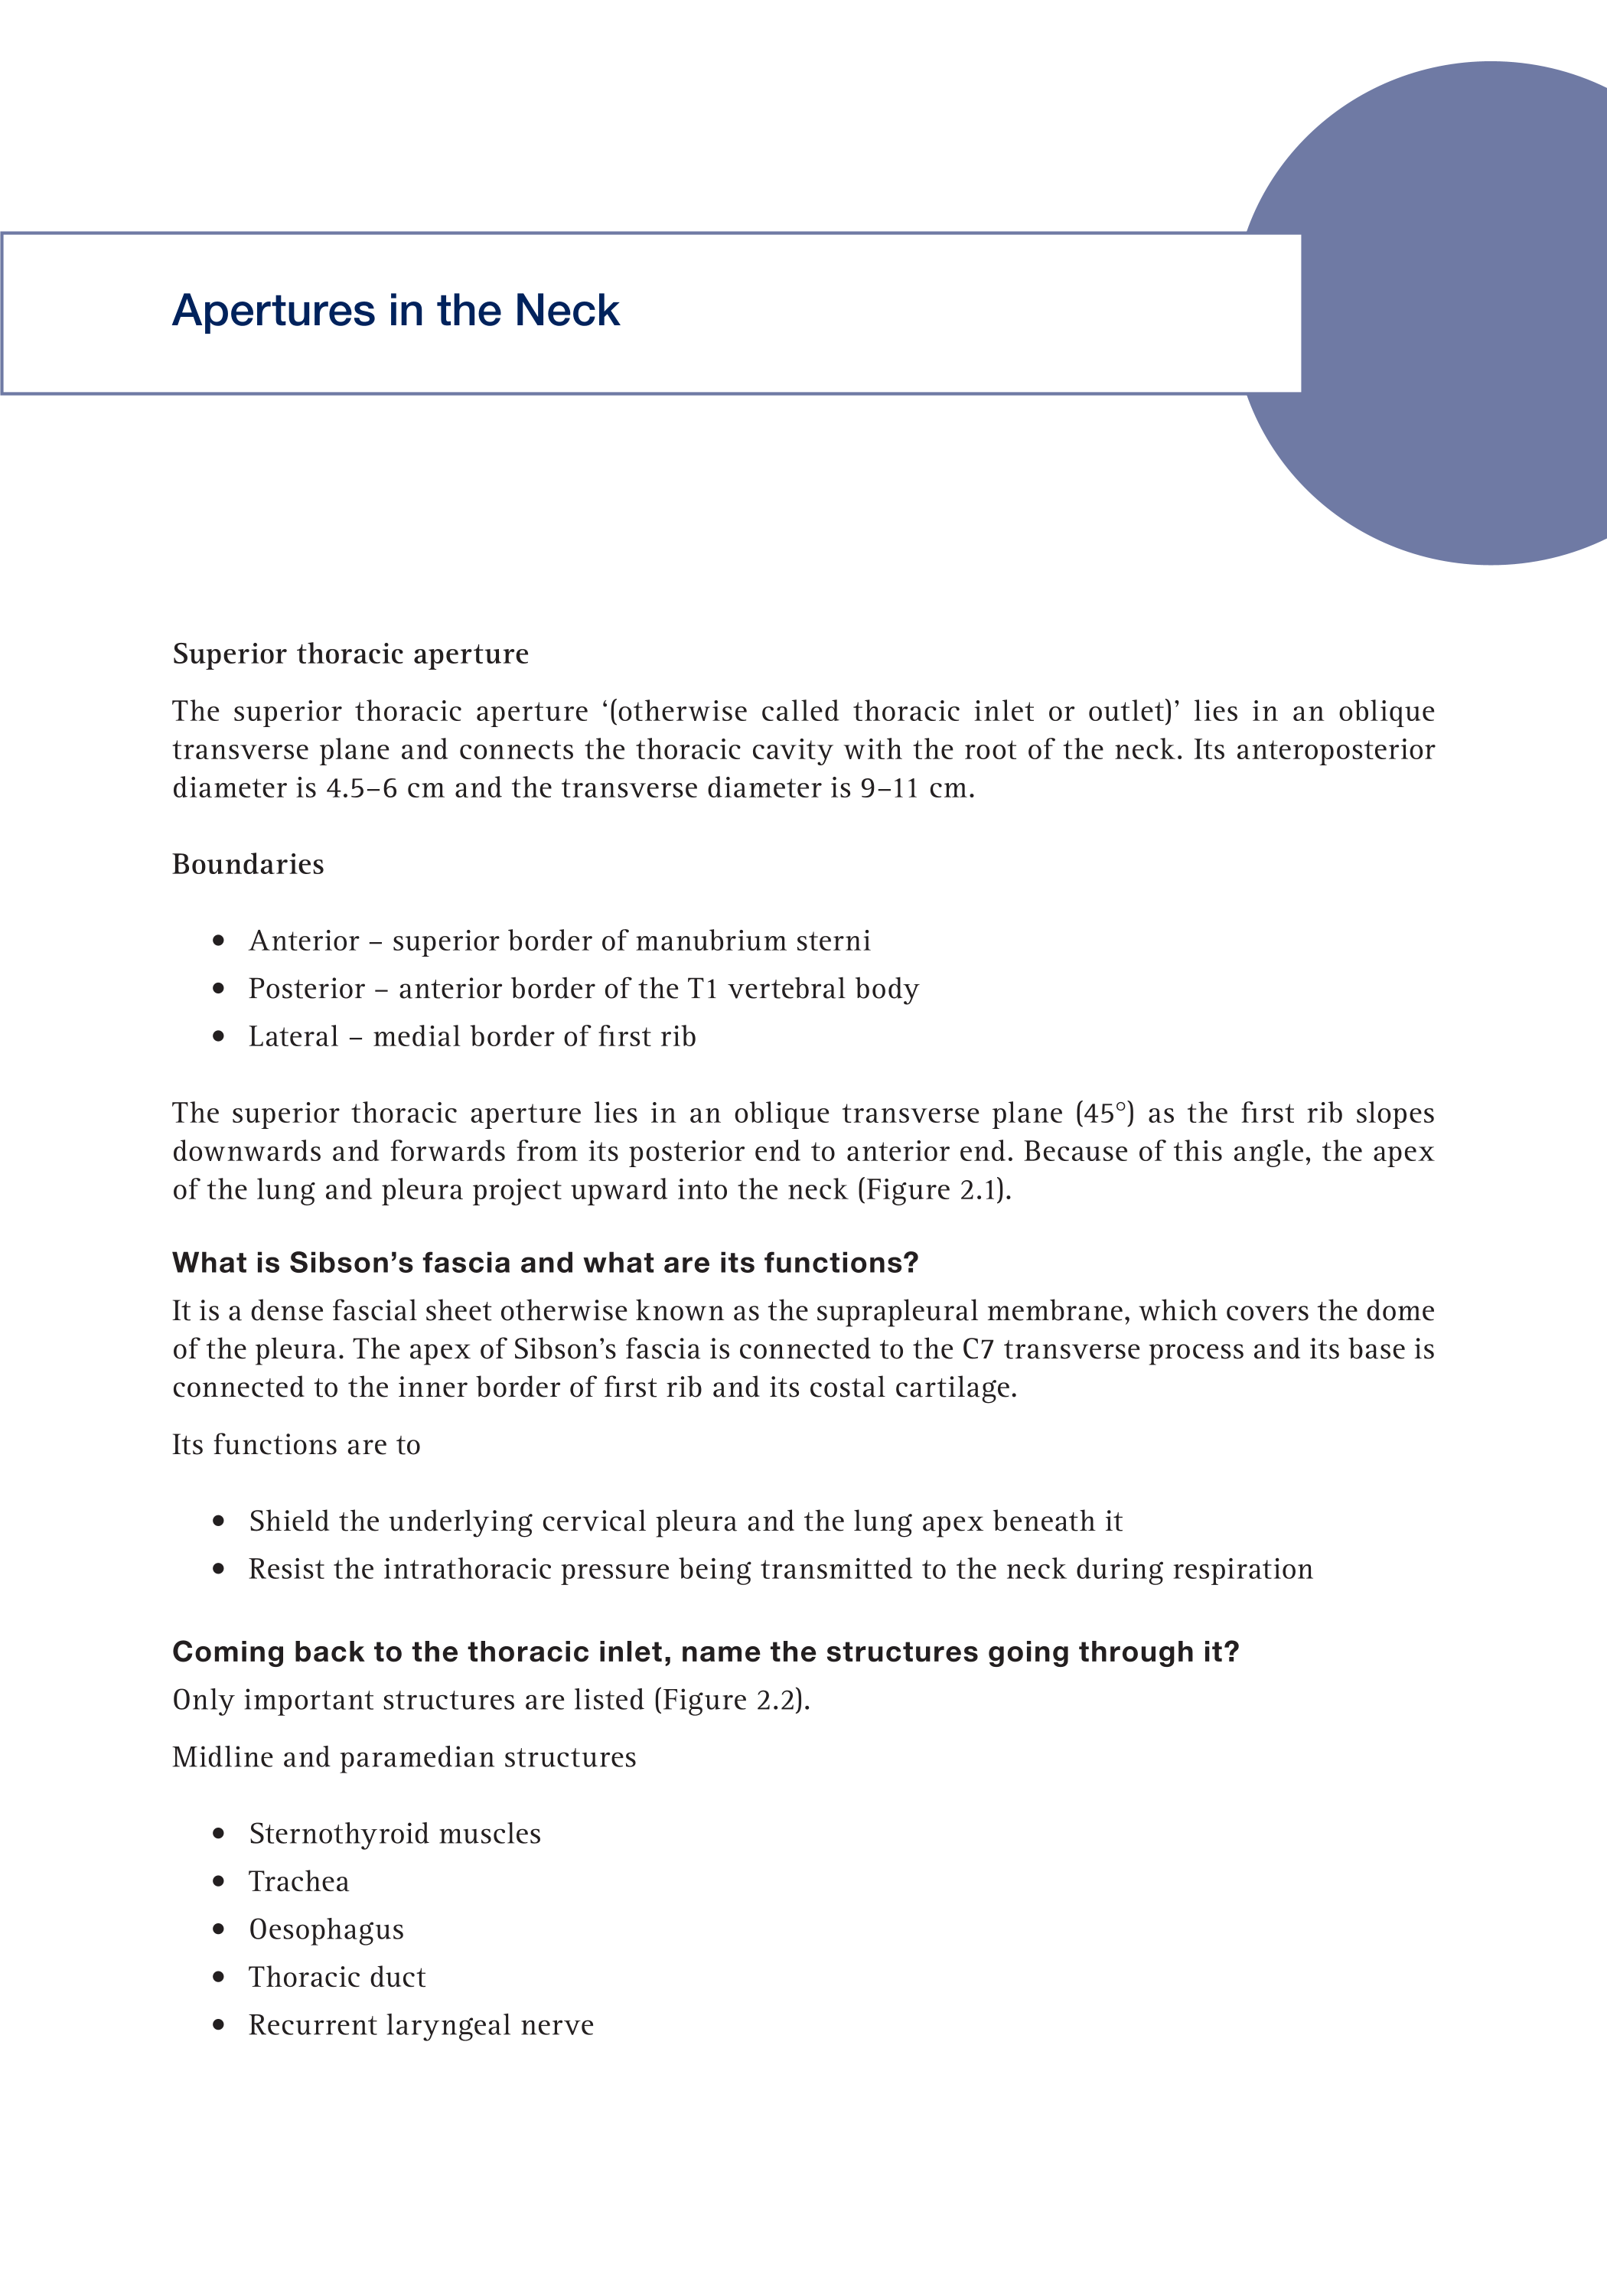 Apertures in the Neck
Superior thoracic aperture
The superior thoracic aperture ‘(otherwise called thoracic inlet or outlet)’ lies in an oblique
transverse plane and connects the thoracic cavity with the root of the neck. Its anteroposterior
diameter is 4.5–6 cm and the transverse diameter is 9–11 cm.
Boundaries
• Anterior – superior border of manubrium sterni
• Posterior – anterior border of the T1 vertebral body
• Lateral – medial border of first rib
The superior thoracic aperture lies in an oblique transverse plane (45°) as the first rib slopes
downwards and forwards from its posterior end to anterior end. Because of this angle, the apex
of the lung and pleura project upward into the neck (Figure 2.1).
What is Sibson’s fascia and what are its functions?
It is a dense fascial sheet otherwise known as the suprapleural membrane, which covers the dome
of the pleura. The apex of Sibson’s fascia is connected to the C7 transverse process and its base is
connected to the inner border of first rib and its costal cartilage.
Its functions are to
• Shield the underlying cervical pleura and the lung apex beneath it
• Resist the intrathoracic pressure being transmitted to the neck during respiration
Coming back to the thoracic inlet, name the structures going through it?
Only important structures are listed (Figure 2.2).
Midline and paramedian structures
• Sternothyroid muscles
• Trachea
• Oesophagus
• Thoracic duct
• Recurrent laryngeal nerve